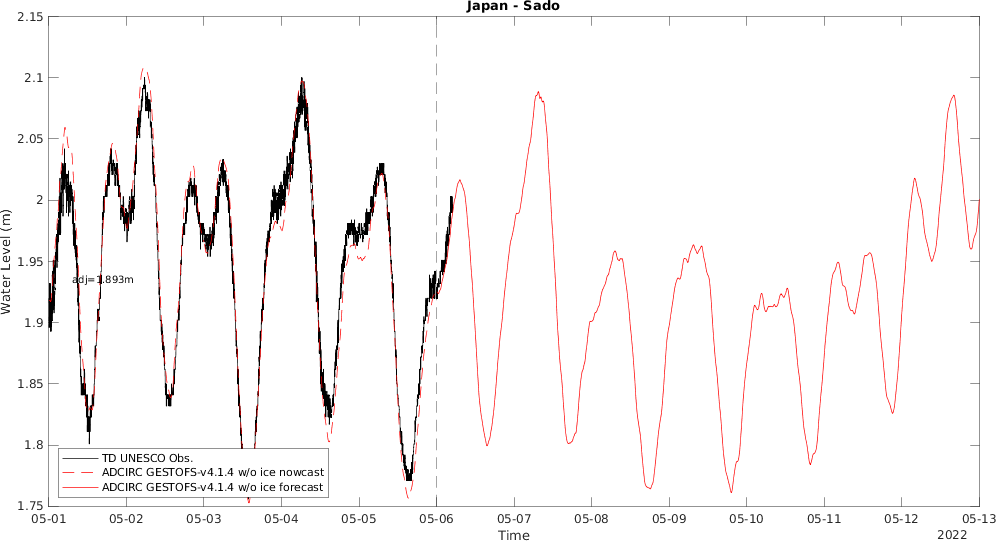 Japan - Sado
2.15
2.1
2.05
2
1.95
1.9
1.85
1.8
1.75
Water Level (m)
adj=1.893m
TD UNESCO Obs.
ADCIRC GESTOFS-v4.1.4 w/o ice nowcast
ADCIRC GESTOFS-v4.1.4 w/o ice forecast
05-01 05-02 05-03 05-04 05-05 05-06 05-07 05-08 05-09 05-10 05-11 05-12 05-13
Time
2022